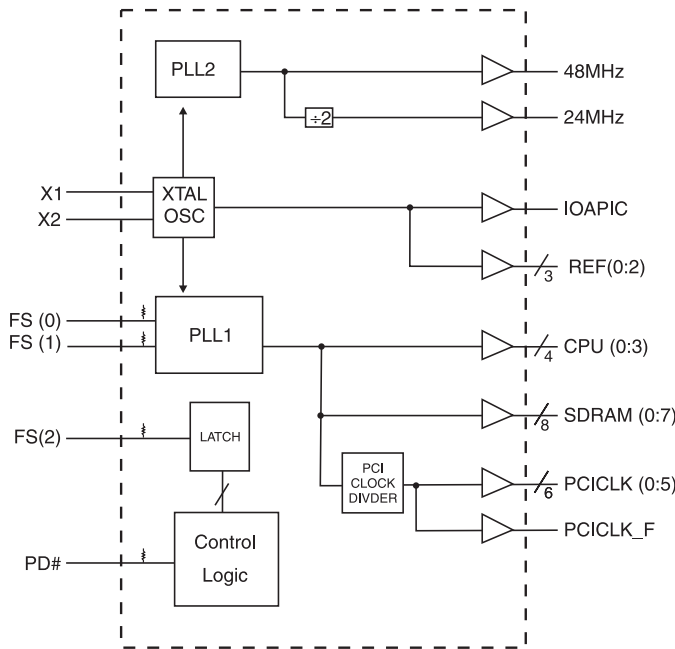 PLL2
48MHz
÷2
24MHz
X1
X2
XTAL
OSC
IOAPIC
REF(0:2)
3
FS (0)
FS (1)
PLL1
CPU (0:3)
4
FS(2)
LATCH
SDRAM (0:7)
8
PCI
CLOCK
DIVDER
PCICLK (0:5)
6
PCICLK_F
PD#
Control
Logic